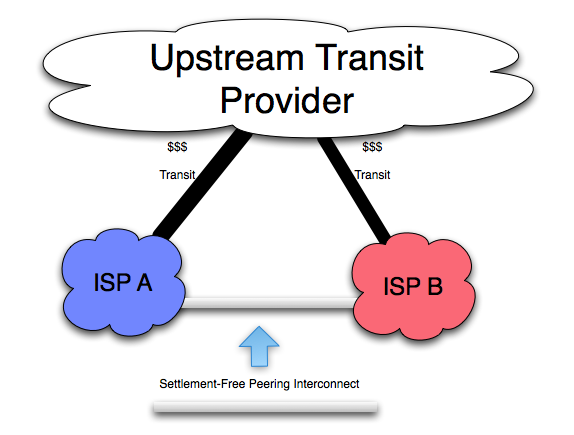 Upstream Transit
Provider
$$$
$$$
Transit
Transit
ISP A
ISP B
Settlement-Free Peering Interconnect